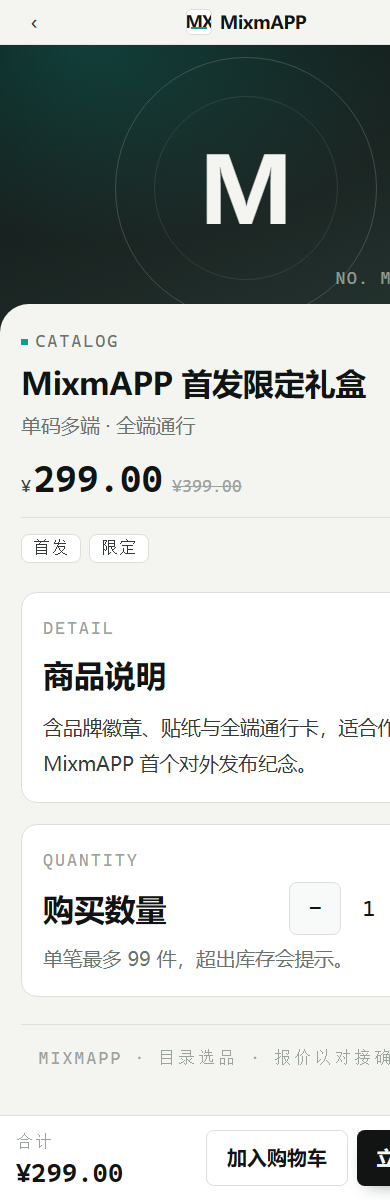 ‹ MX MixmAPP
M
NO. M
CATALOG
MixmAPP 首发限定礼盒
单码多端 · 全端通行
¥299.00 ¥399.00
首发 限定
DETAIL
商品说明
含品牌徽章、贴纸与全端通行卡，适合作
MixmAPP 首个对外发布纪念。
QUANTITY
购买数量 − 1
单笔最多 99 件，超出库存会提示。
MIXMAPP · 目录选品 · 报价以对接确
合计
¥299.00 加入购物车